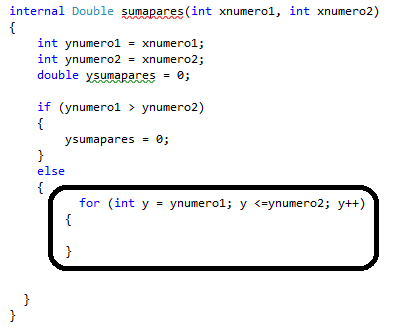 internal Double sumapares(int xnumero1, int xnumero2)
{
int ynumero1 = xnumero1;
int ynumero2 = xnumero2;
double ysumapares = 0;
if (ynumero1 > ynumero2)
{
ysumapares = 0;
}
else
{
for (int y = ynumero1; y <=ynumero2; y++)
{
}
}
}